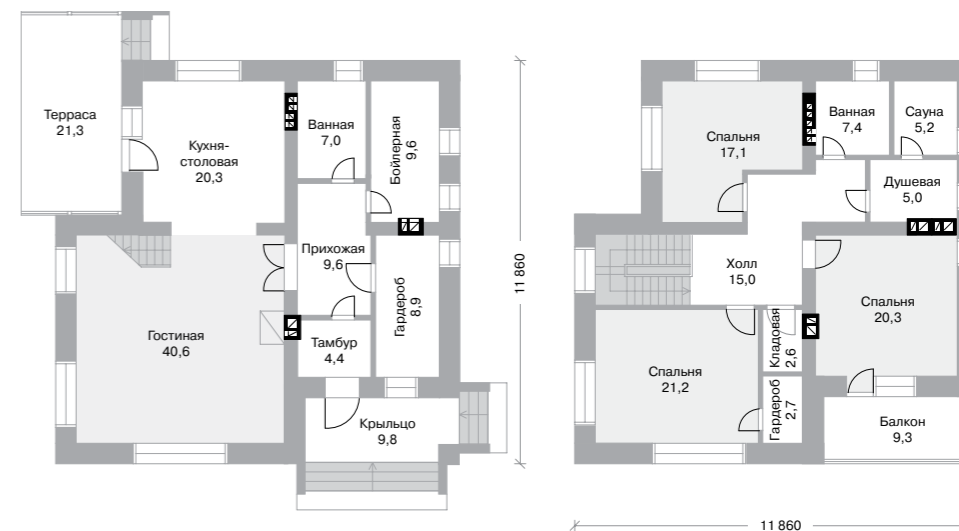 Терраса
21,3
Кухня-
столовая
20,3
Ванная
7,0
Бойлерная
9,6
Прихожая
9,6
Гардероб
8,9
Гостиная
40,6
Тамбур
4,4
Крыльцо
9,8
11 860
Спальня
17,1
Ванная
7,4
Сауна
5,2
Душевая
5,0
Холл
15,0
Спальня
20,3
Кладовая
2,6
Спальня
21,2
Гардероб
2,7
Балкон
9,3
11 860